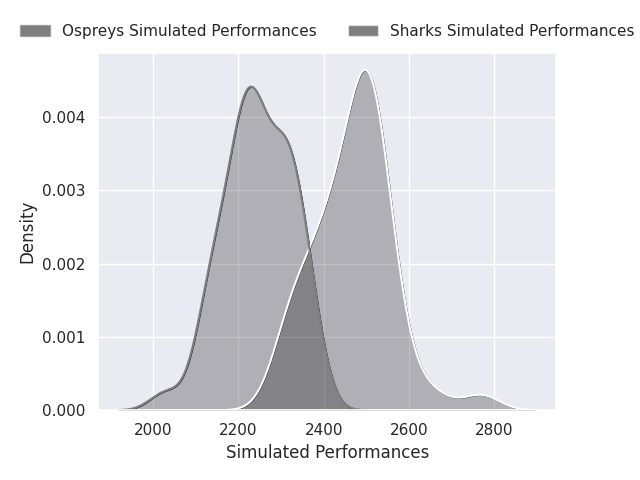 Ospreys Simulated Performances Sharks Simulated Performances
0.004
0.003
0.002
0.001
0.000
Density
2000 2200 2400 2600 2800
Simulated Performances